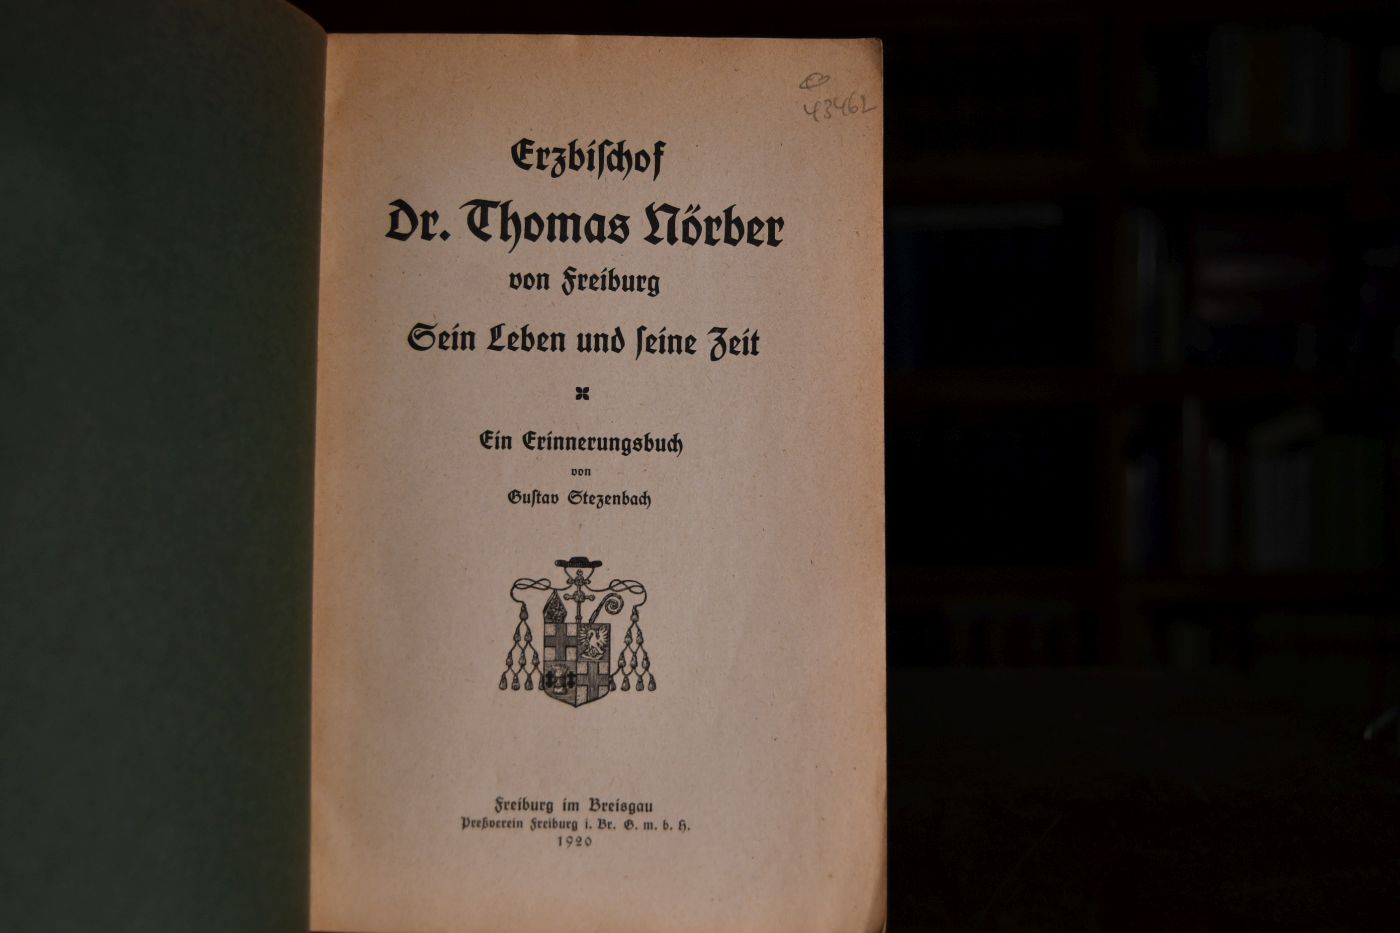 43462
Erzbischof
Dr. Thomas Nörber
von Freiburg
Sein Leben und seine Zeit
Ein Erinnerungsbuch
von
Gustav Stezenbach
Freiburg im Breisgau
Preßverein Freiburg i. Br. G. m. b. H.
1920